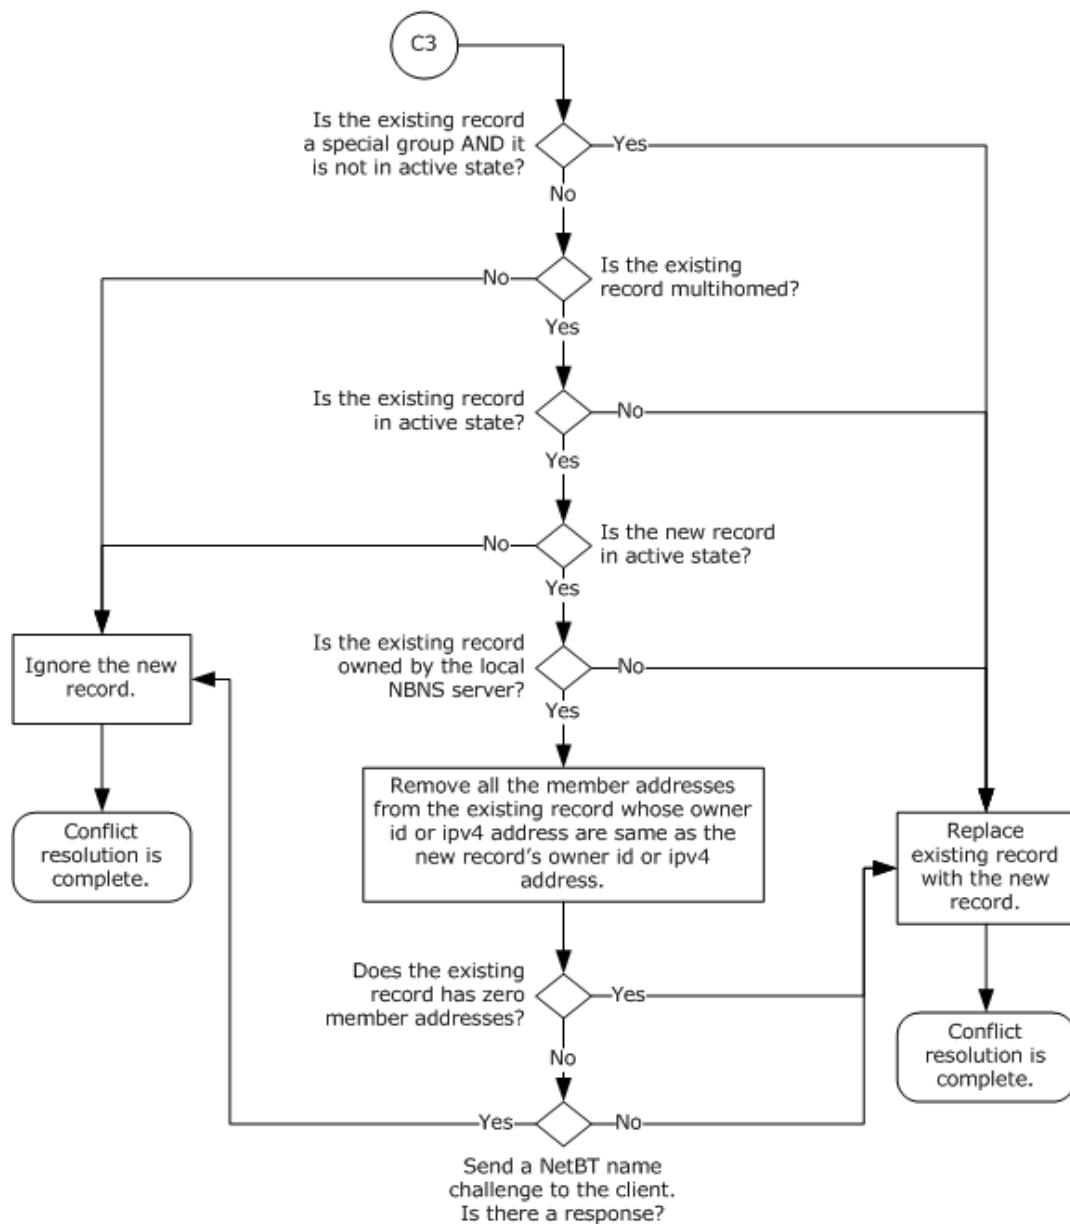 C3
Is the existing record
a special group AND it
is not in active state?
Yes
No
Is the existing
record multihomed?
No
Yes
Is the existing record
in active state?
No
Yes
Is the new record
in active state?
No
Yes
Is the existing record
owned by the local
NBNS server?
No
Yes
Ignore the new
record.
Conflict
resolution is
complete.
Remove all the member addresses
from the existing record whose owner
id or ipv4 address are same as the
new record's owner id or ipv4
address.
Replace
existing record
with the new
record.
Does the existing
record has zero
member addresses?
Yes
No
Conflict
resolution is
complete.
Yes
No
Send a NetBT name
challenge to the client.
Is there a response?